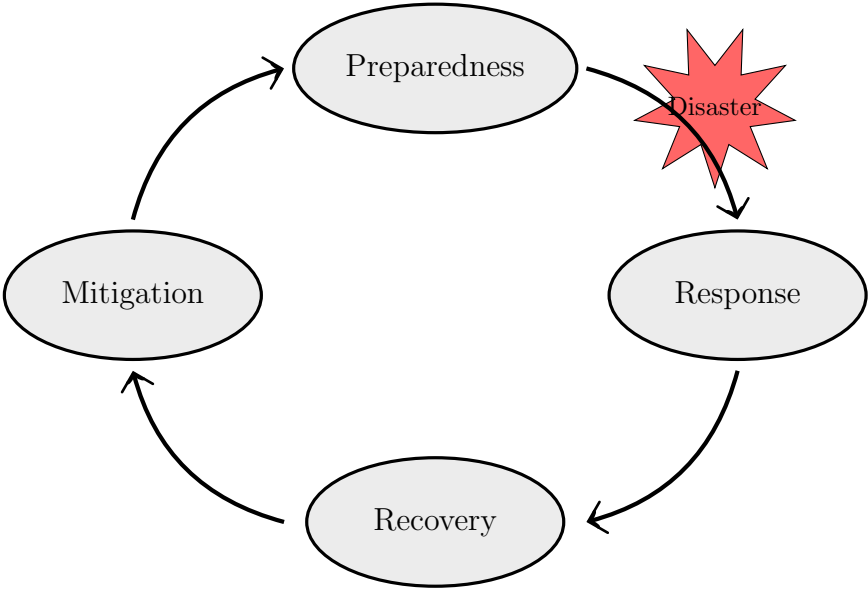 Preparedness
Disaster
Mitigation
Response
Recovery